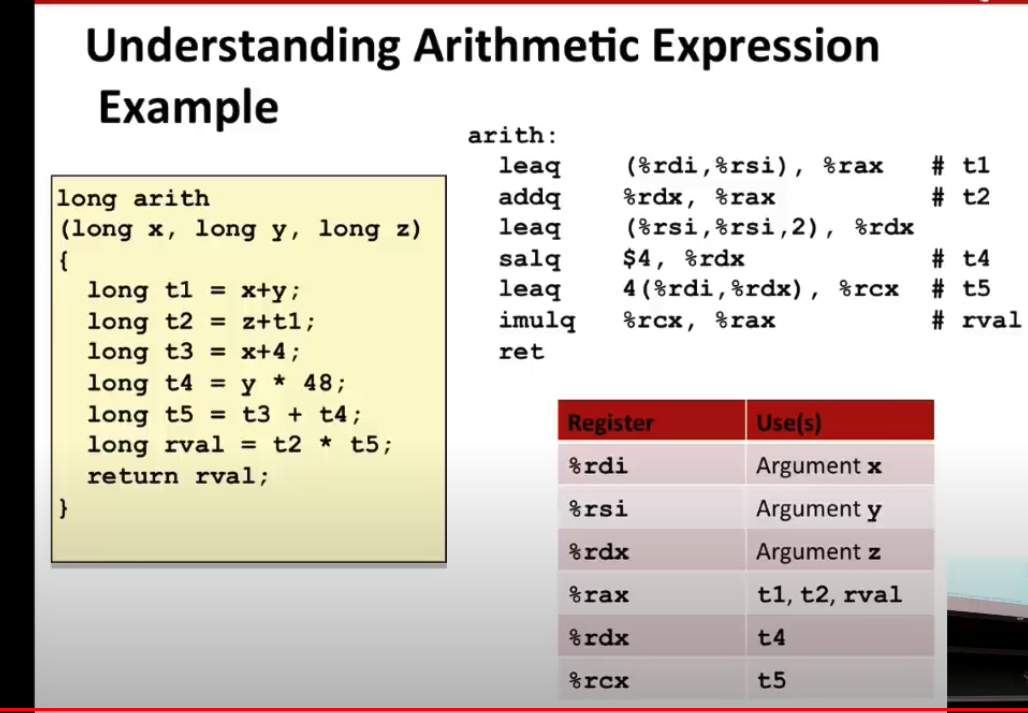 Understanding Arithmetic Expression
Example
long arith
(long x, long y, long z)
{
  long t1 = x+y;
  long t2 = z+t1;
  long t3 = x+4;
  long t4 = y * 48;
  long t5 = t3 + t4;
  long rval = t2 * t5;
  return rval;
}
arith:
  leaq    (%rdi,%rsi), %rax   # t1
  addq    %rdx, %rax          # t2
  leaq    (%rsi,%rsi,2), %rdx
  salq    $4, %rdx            # t4
  leaq    4(%rdi,%rdx), %rcx  # t5
  imulq   %rcx, %rax          # rval
  ret
Register Use(s)
%rdi Argument x
%rsi Argument y
%rdx Argument z
%rax t1, t2, rval
%rdx t4
%rcx t5